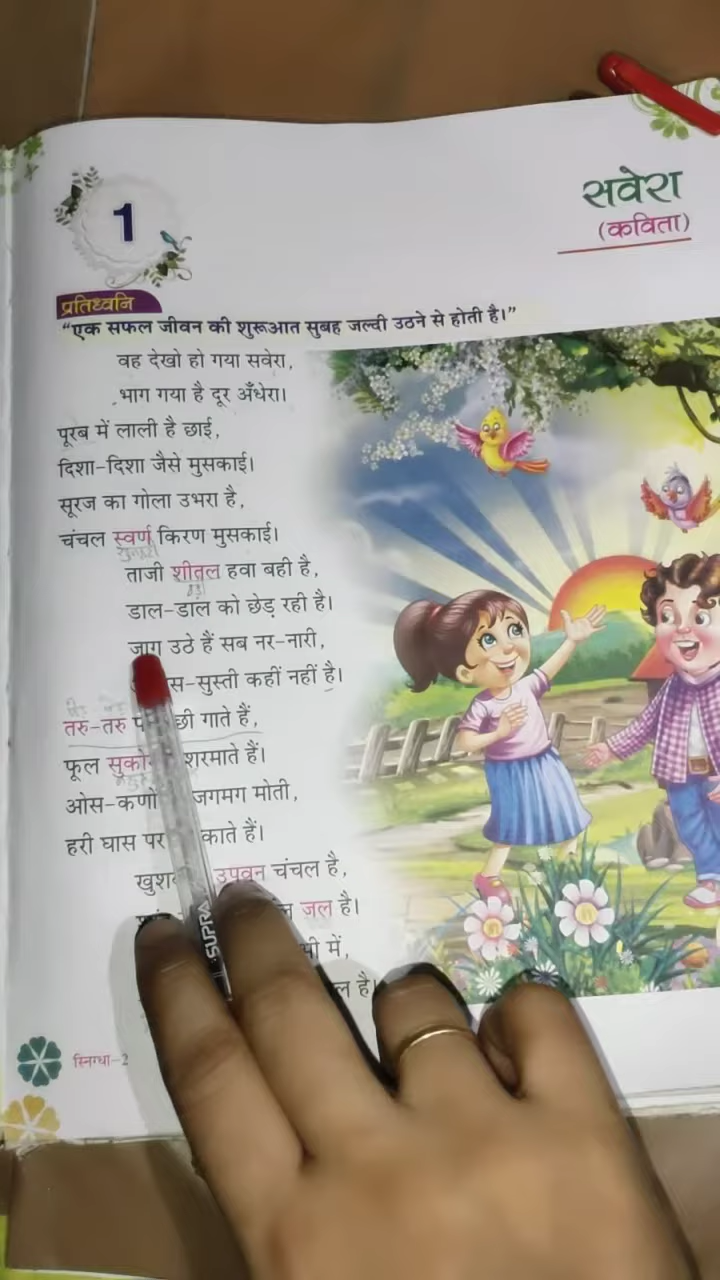 1
सवेरा
(कविता)
प्रतिध्वनि
“एक सफल जीवन की शुरूआत सुबह जल्दी उठने से होती है।”
वह देखो हो गया सवेरा,
भाग गया है दूर अँधेरा।
पूरब में लाली है छाई,
दिशा-दिशा जैसे मुसकाई।
सूरज का गोला उभरा है,
चंचल स्वर्ण किरण मुसकाई।
ताजी शीतल हवा बही है,
डाल-डाल को छेड़ रही है।
जाग उठे हैं सब नर-नारी,
स-सुस्ती कहीं नहीं है।
तरु-तरु छी गाते हैं,
फूल सुको शरमाते हैं।
ओस-कणों जगमग मोती,
हरी घास पर काते हैं।
उपवन चंचल है,
जल है।
में,
है।
SUPRA
स्निग्धा-2